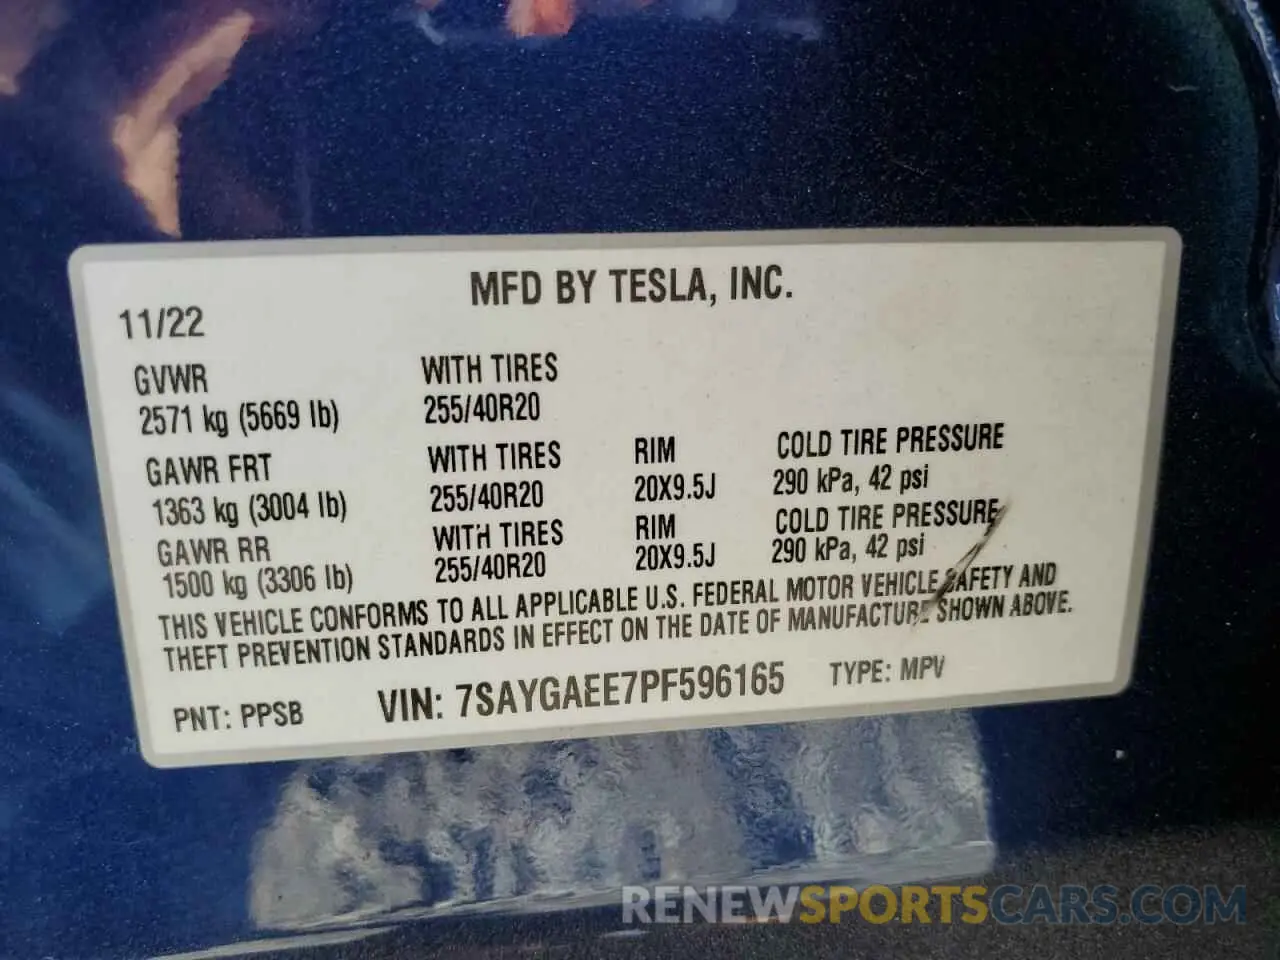 MFD BY TESLA, INC.
11/22
GVWR WITH TIRES
2571 kg (5669 lb) 255/40R20
GAWR FRT WITH TIRES RIM COLD TIRE PRESSURE
1363 kg (3004 lb) 255/40R20 20X9.5J 290 kPa, 42 psi
GAWR RR WITH TIRES RIM COLD TIRE PRESSURE
1500 kg (3306 lb) 255/40R20 20X9.5J 290 kPa, 42 psi
THIS VEHICLE CONFORMS TO ALL APPLICABLE U.S. FEDERAL MOTOR VEHICLE SAFETY AND
THEFT PREVENTION STANDARDS IN EFFECT ON THE DATE OF MANUFACTURE SHOWN ABOVE.
PNT: PPSB VIN: 7SAYGAEE7PF596165 TYPE: MPV
RENEWSPORTSCARS.COM